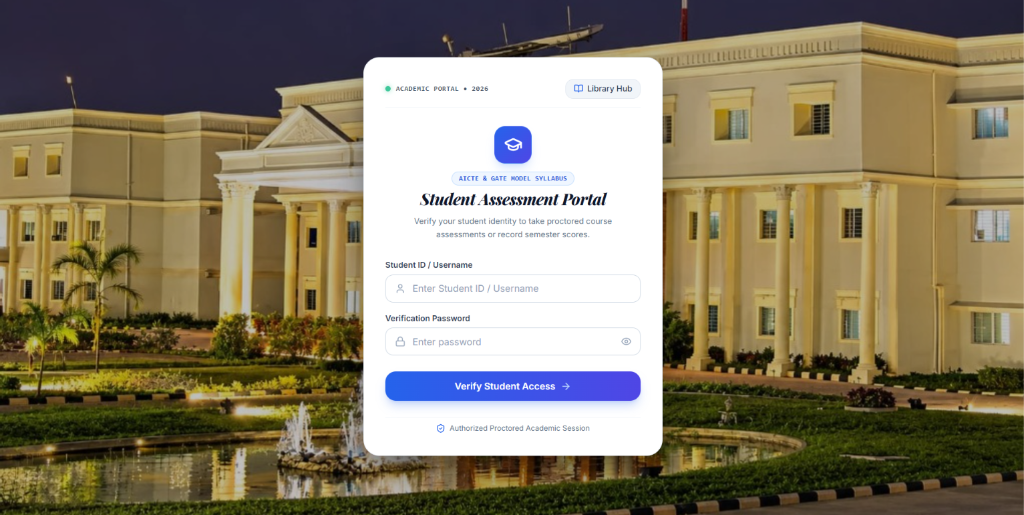 ACADEMIC PORTAL • 2026
Library Hub
AICTE & GATE MODEL SYLLABUS
Student Assessment Portal
Verify your student identity to take proctored course
assessments or record semester scores.
Student ID / Username
Enter Student ID / Username
Verification Password
Enter password
Verify Student Access →
Authorized Proctored Academic Session